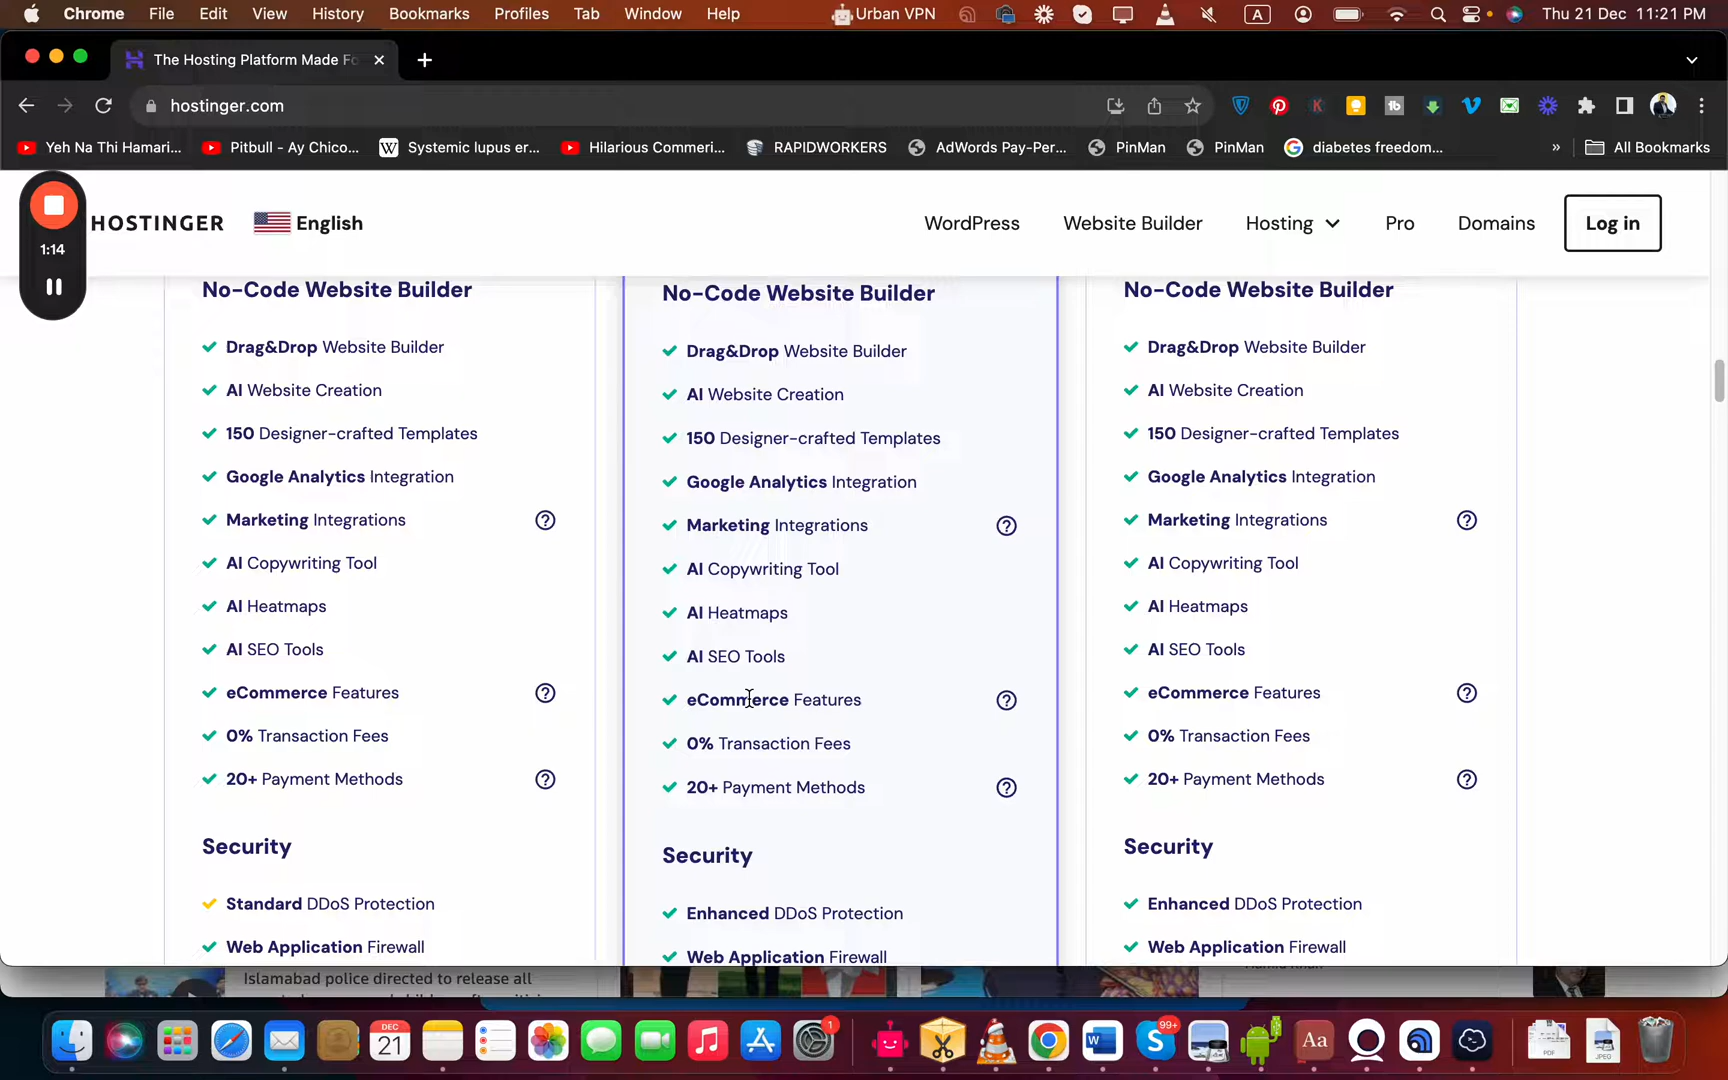 Chrome File Edit View History Bookmarks Profiles Tab Window Help Urban VPN A Thu 21 Dec 11:21 PM
The Hosting Platform Made Fo
hostinger.com
Yeh Na Thi Hamari... Pitbull - Ay Chico... Systemic lupus er... Hilarious Commeri... RAPIDWORKERS AdWords Pay-Per... PinMan PinMan diabetes freedom... » All Bookmarks
1:14
HOSTINGER English WordPress Website Builder Hosting Pro Domains Log in
No-Code Website Builder
Drag&Drop Website Builder
AI Website Creation
150 Designer-crafted Templates
Google Analytics Integration
Marketing Integrations
AI Copywriting Tool
AI Heatmaps
AI SEO Tools
eCommerce Features
0% Transaction Fees
20+ Payment Methods
Security
Standard DDoS Protection
Web Application Firewall
No-Code Website Builder
Drag&Drop Website Builder
AI Website Creation
150 Designer-crafted Templates
Google Analytics Integration
Marketing Integrations
AI Copywriting Tool
AI Heatmaps
AI SEO Tools
eCommerce Features
0% Transaction Fees
20+ Payment Methods
Security
Enhanced DDoS Protection
Web Application Firewall
No-Code Website Builder
Drag&Drop Website Builder
AI Website Creation
150 Designer-crafted Templates
Google Analytics Integration
Marketing Integrations
AI Copywriting Tool
AI Heatmaps
AI SEO Tools
eCommerce Features
0% Transaction Fees
20+ Payment Methods
Security
Enhanced DDoS Protection
Web Application Firewall
Islamabad police directed to release all
DEC
21
1
99+
Aa
PDF
JPEG